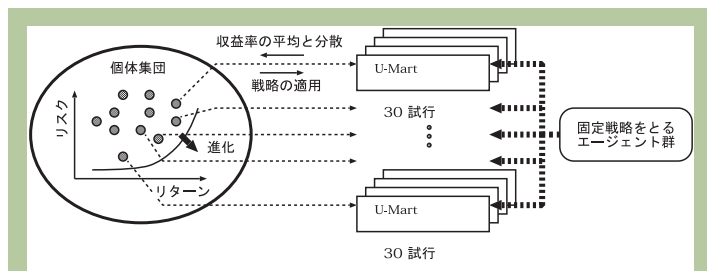 収益率の平均と分散
戦略の適用
個体集団
リスク
リターン
進化
U-Mart
30 試行
U-Mart
30 試行
固定戦略をとる
エージェント群